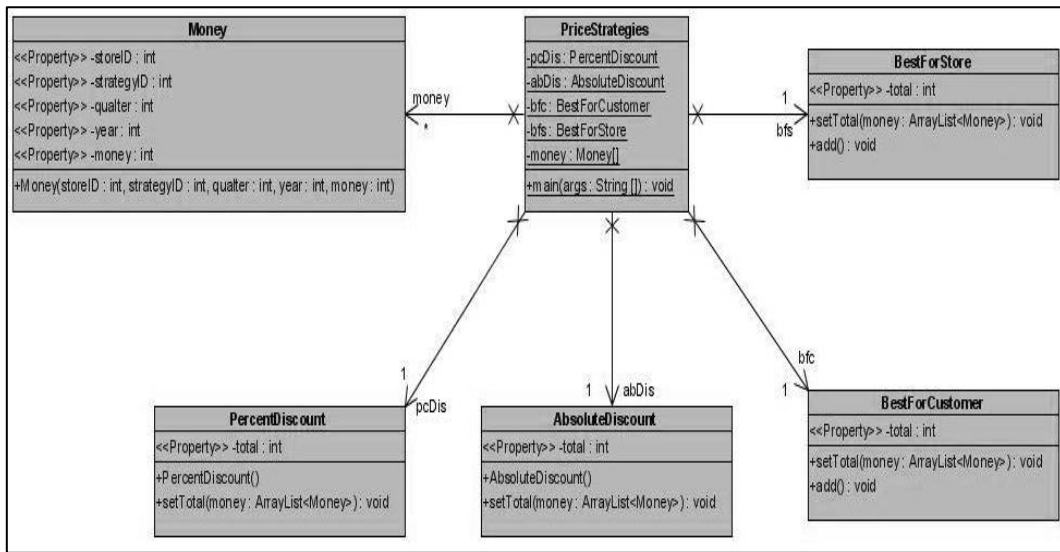 Money
<<Property>> -storeID : int
<<Property>> -strategyID : int
<<Property>> -qualter : int
<<Property>> -year : int
<<Property>> -money : int
+Money(storeID : int, strategyID : int, qualter : int, year : int, money : int)
money
*
PriceStrategies
-pcDis : PercentDiscount
-abDis : AbsoluteDiscount
-bfc : BestForCustomer
-bfs : BestForStore
-money : Money[]
+main(args : String []) : void
1
bfs
BestForStore
<<Property>> -total : int
+setTotal(money : ArrayList<Money>) : void
+add() : void
1
pcDis
PercentDiscount
<<Property>> -total : int
+PercentDiscount()
+setTotal(money : ArrayList<Money>) : void
1
abDis
AbsoluteDiscount
<<Property>> -total : int
+AbsoluteDiscount()
+setTotal(money : ArrayList<Money>) : void
bfc
1
BestForCustomer
<<Property>> -total : int
+setTotal(money : ArrayList<Money>) : void
+add() : void